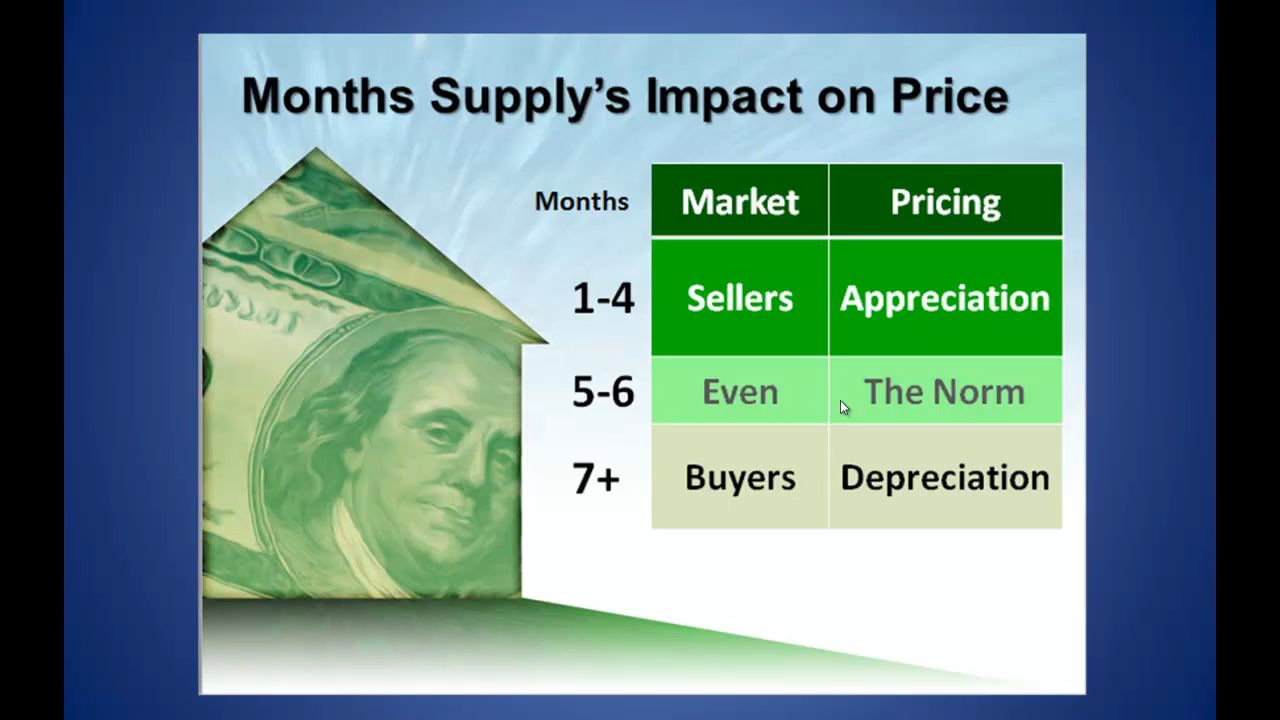 Months Supply's Impact on Price
Months Market Pricing
1-4 Sellers Appreciation
5-6 Even The Norm
7+ Buyers Depreciation